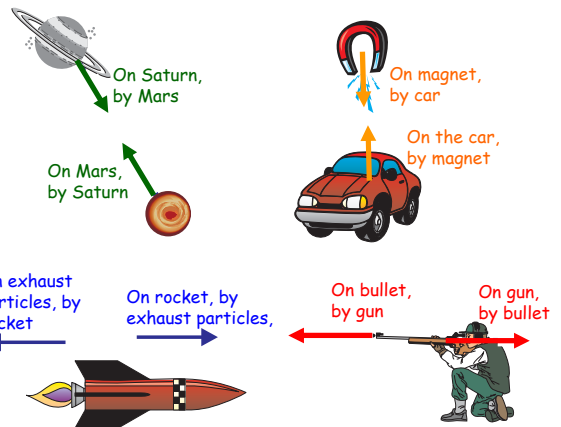 On Saturn,
by Mars
On magnet,
by car
On the car,
by magnet
On Mars,
by Saturn
exhaust
rticles, by
cket
On rocket, by
exhaust particles,
On bullet,
by gun
On gun,
by bullet